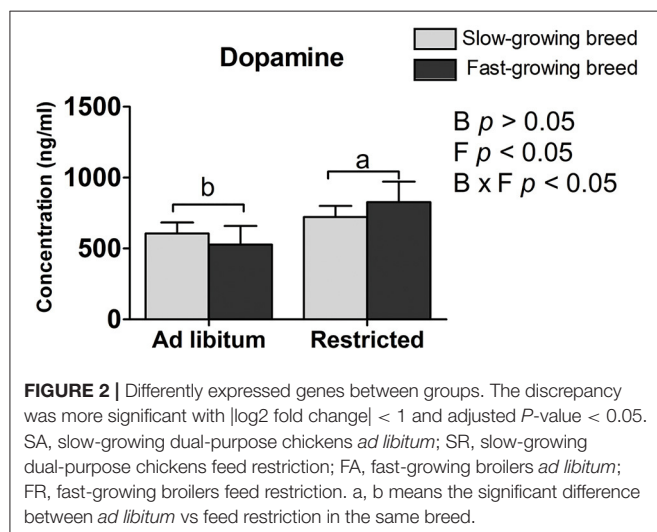 Dopamine
Slow-growing breed
Fast-growing breed
Concentration (ng/ml)
1500
1000
500
0
b
a
Ad libitum
Restricted
B p > 0.05
F p < 0.05
B x F p < 0.05
FIGURE 2 | Differently expressed genes between groups. The discrepancy
was more significant with |log2 fold change| < 1 and adjusted P-value < 0.05.
SA, slow-growing dual-purpose chickens ad libitum; SR, slow-growing
dual-purpose chickens feed restriction; FA, fast-growing broilers ad libitum;
FR, fast-growing broilers feed restriction. a, b means the significant difference
between ad libitum vs feed restriction in the same breed.